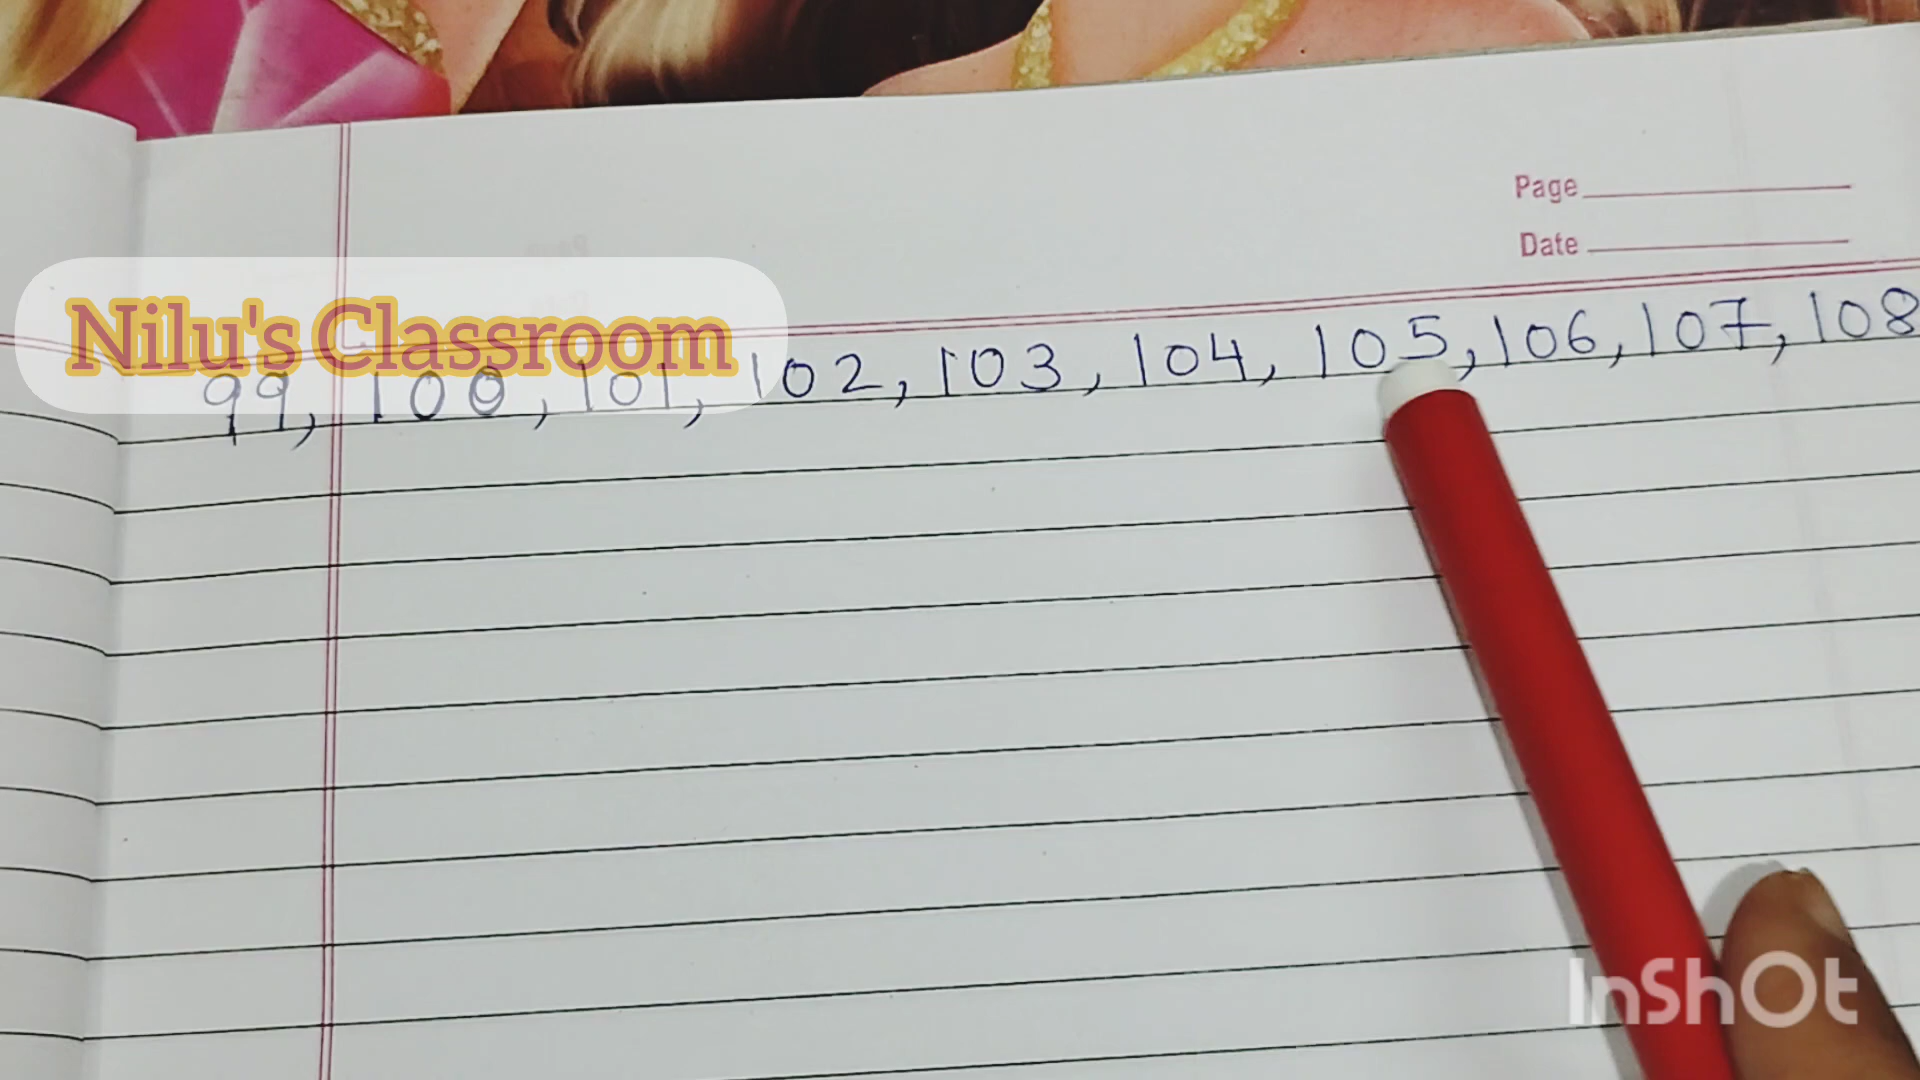 Page
Date
Nilu's Classroom
99, 100, 101, 102, 103, 104, 105, 106, 107, 108
InShOt